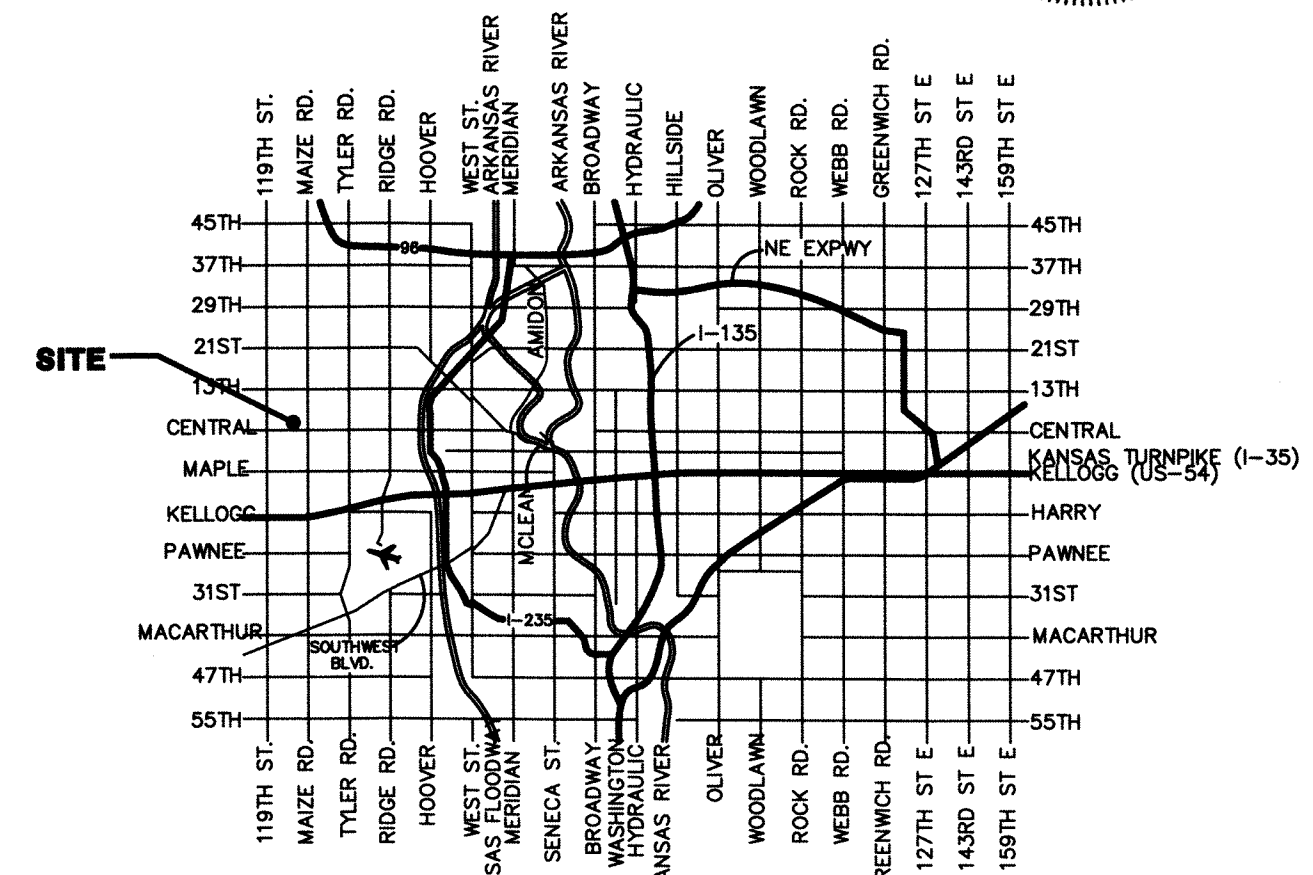 119TH ST.
MAIZE RD.
TYLER RD.
RIDGE RD.
HOOVER
WEST ST.
ARKANSAS RIVER
MERIDIAN
ARKANSAS RIVER
BROADWAY
HYDRAULIC
HILLSIDE
OLIVER
WOODLAWN
ROCK RD.
WEBB RD.
GREENWICH RD.
127TH ST E
143RD ST E
159TH ST E
45TH
45TH
96
NE EXPWY
37TH
37TH
29TH
29TH
AMIDON
I-135
21ST
21ST
SITE
13TH
13TH
CENTRAL
CENTRAL
KANSAS TURNPIKE (I-35)
MAPLE
KELLOGG (US-54)
KELLOGG
HARRY
MCLEAN
PAWNEE
PAWNEE
31ST
31ST
I-235
MACARTHUR
MACARTHUR
SOUTHWEST
BLVD.
47TH
47TH
55TH
55TH
119TH ST.
MAIZE RD.
TYLER RD.
RIDGE RD.
HOOVER
WEST ST.
SAS FLOODWA
MERIDIAN
SENECA ST.
BROADWAY
WASHINGTON
HYDRAULIC
ANSAS RIVER
OLIVER
WOODLAWN
ROCK RD.
WEBB RD.
REENWICH RD.
127TH ST E
143RD ST E
159TH ST E